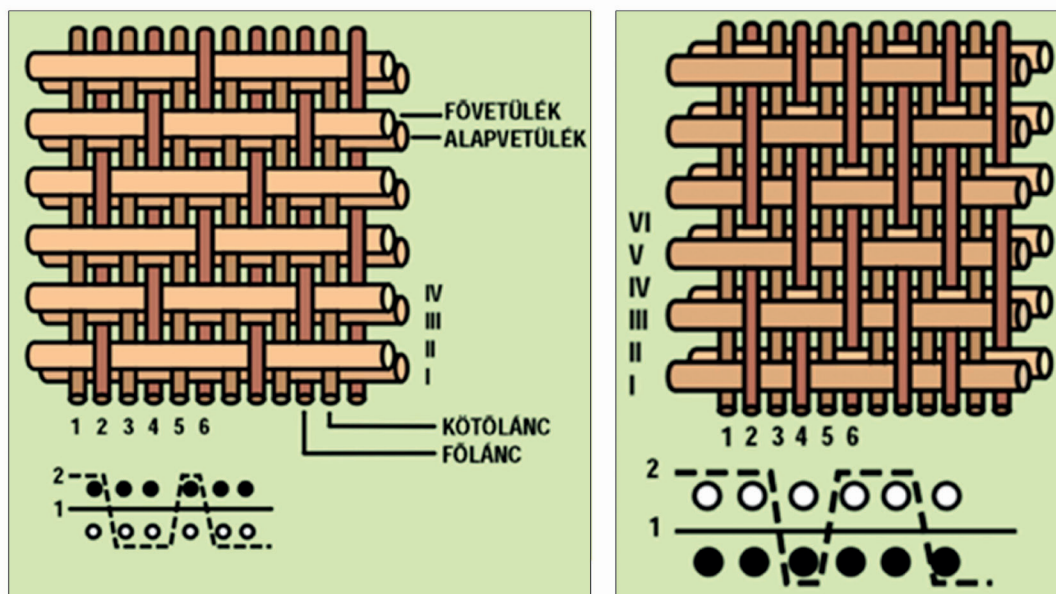 FŐVETÜLÉK
ALAPVETÜLÉK
IV
III
II
I
1 2 3 4 5 6
KÖTŐLÁNC
FŐLÁNC
2
1
VI
V
IV
III
II
I
1 2 3 4 5 6
2
1